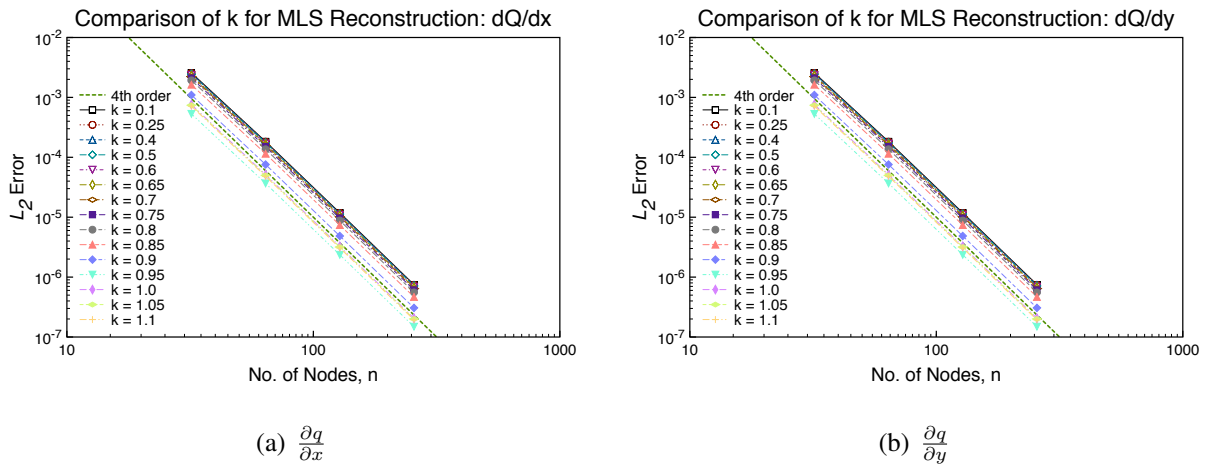 Comparison of k for MLS Reconstruction: dQ/dx
10⁻²
10⁻³
10⁻⁴
10⁻⁵
10⁻⁶
10⁻⁷
L₂ Error
4th order
k = 0.1
k = 0.25
k = 0.4
k = 0.5
k = 0.6
k = 0.65
k = 0.7
k = 0.75
k = 0.8
k = 0.85
k = 0.9
k = 0.95
k = 1.0
k = 1.05
k = 1.1
10 100 1000
No. of Nodes, n
(a) ∂q/∂x
Comparison of k for MLS Reconstruction: dQ/dy
10⁻²
10⁻³
10⁻⁴
10⁻⁵
10⁻⁶
10⁻⁷
L₂ Error
4th order
k = 0.1
k = 0.25
k = 0.4
k = 0.5
k = 0.6
k = 0.65
k = 0.7
k = 0.75
k = 0.8
k = 0.85
k = 0.9
k = 0.95
k = 1.0
k = 1.05
k = 1.1
10 100 1000
No. of Nodes, n
(b) ∂q/∂y